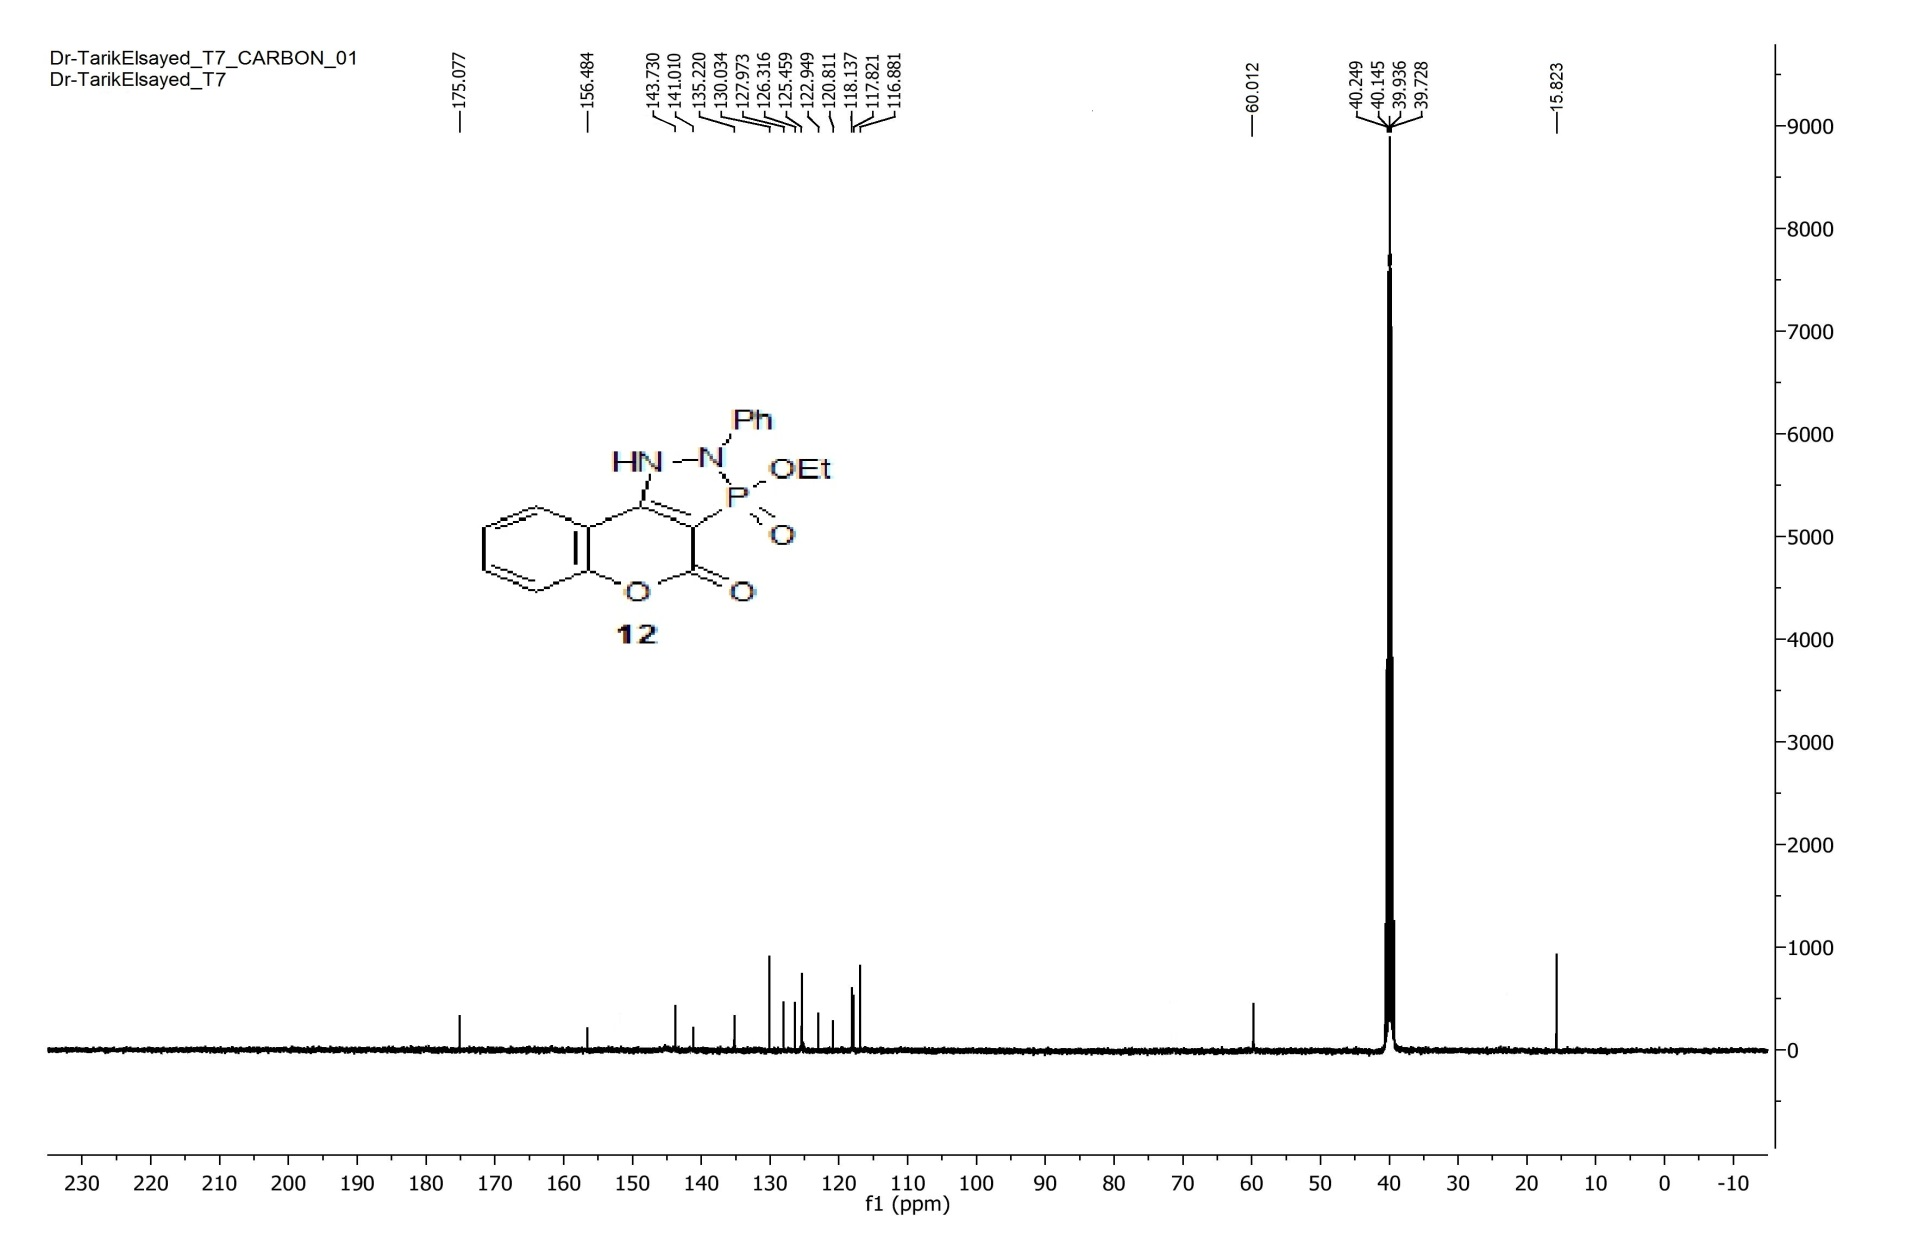 Dr-TarikElsayed_T7_CARBON_01
Dr-TarikElsayed_T7
175.077
156.484
143.730
141.010
135.220
130.034
127.973
126.316
125.459
122.949
120.811
118.137
117.821
116.881
60.012
40.249
40.145
39.936
39.728
15.823
9000
8000
7000
6000
5000
4000
3000
2000
1000
0
Ph
HN
N
OEt
P
O
O
O
12
230 220 210 200 190 180 170 160 150 140 130 120 110 100 90 80 70 60 50 40 30 20 10 0 -10
f1 (ppm)